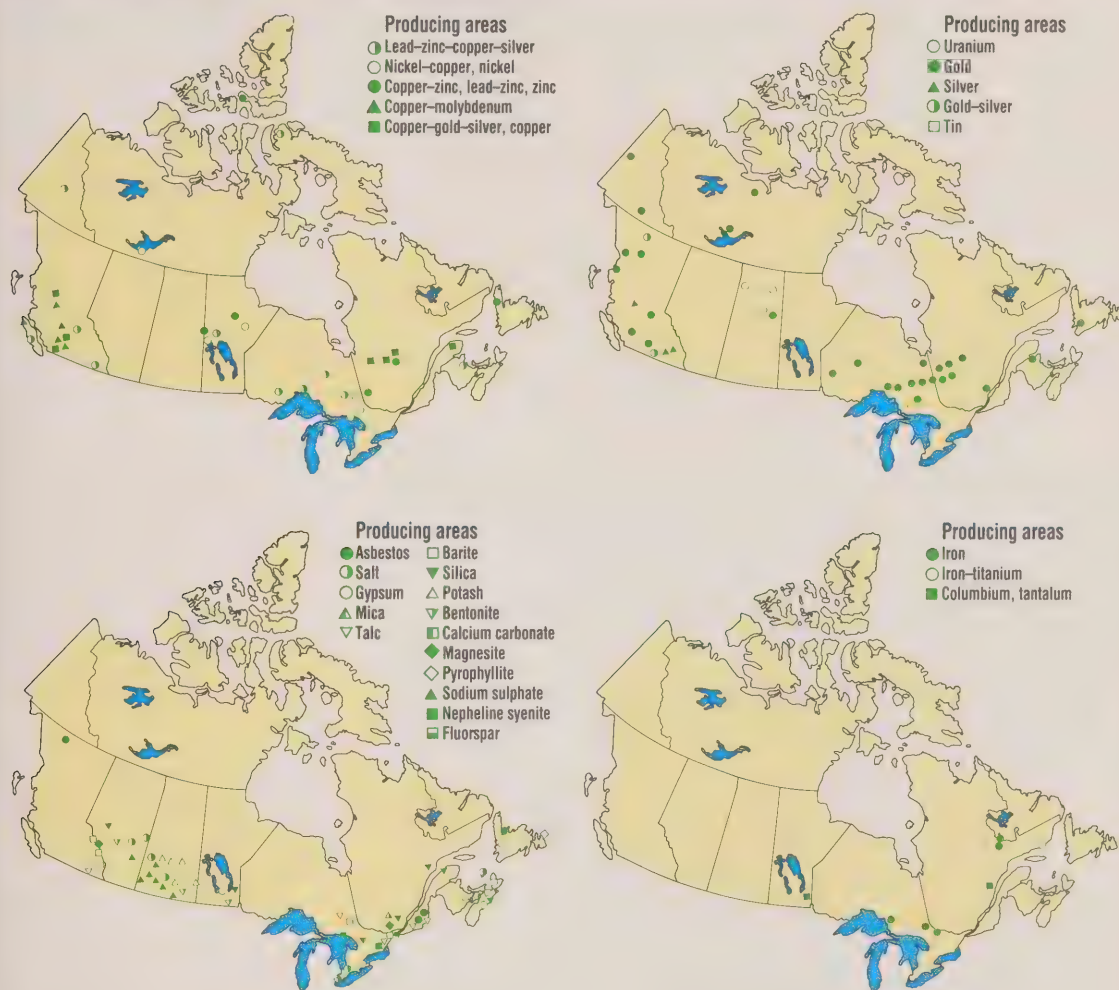 Producing areas
Lead–zinc–copper–silver
Nickel–copper, nickel
Copper–zinc, lead–zinc, zinc
Copper–molybdenum
Copper–gold–silver, copper
Producing areas
Uranium
Gold
Silver
Gold–silver
Tin
Producing areas
Asbestos
Salt
Gypsum
Mica
Talc
Barite
Silica
Potash
Bentonite
Calcium carbonate
Magnesite
Pyrophyllite
Sodium sulphate
Nepheline syenite
Fluorspar
Producing areas
Iron
Iron–titanium
Columbium, tantalum